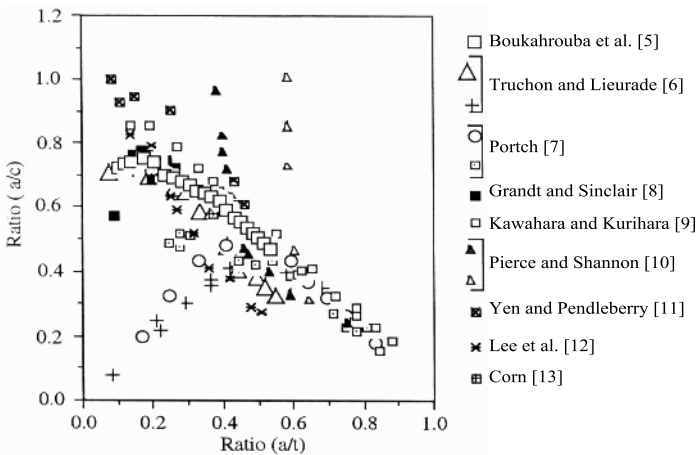 1.2
1.0
0.8
0.6
0.4
0.2
0.0
Ratio ( a/c)
0.0 0.2 0.4 0.6 0.8 1.0
Ratio (a/t)
Boukahrouba et al. [5]
Truchon and Lieurade [6]
Portch [7]
Grandt and Sinclair [8]
Kawahara and Kurihara [9]
Pierce and Shannon [10]
Yen and Pendleberry [11]
Lee et al. [12]
Corn [13]